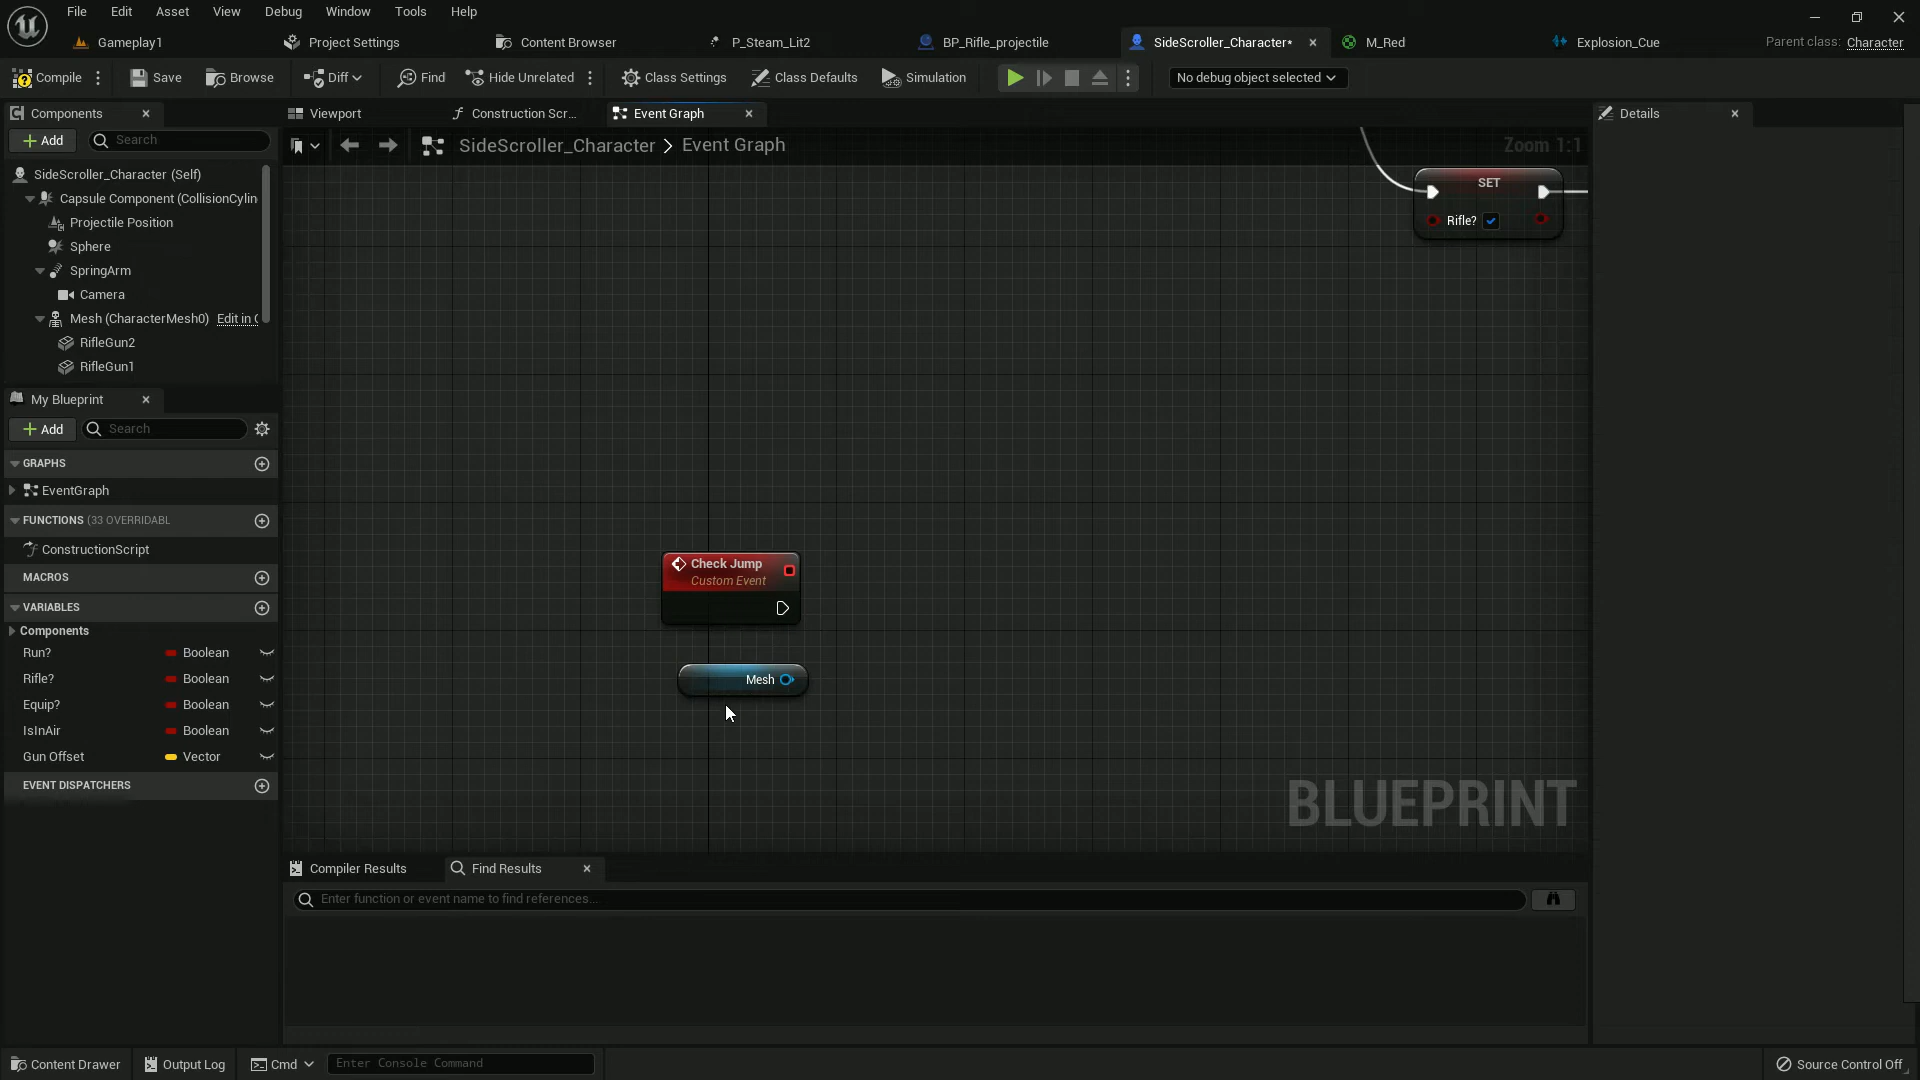 File Edit Asset View Debug Window Tools Help
Gameplay1 Project Settings Content Browser P_Steam_Lit2 BP_Rifle_projectile SideScroller_Character* M_Red Explosion_Cue Parent class: Character
Compile Save Browse Diff Find Hide Unrelated Class Settings Class Defaults Simulation No debug object selected
Components Viewport Construction Scr... Event Graph Details
Add Search SideScroller_Character > Event Graph Zoom 1:1
SideScroller_Character (Self)
Capsule Component (CollisionCylin
Projectile Position
Sphere
SpringArm
Camera
Mesh (CharacterMesh0) Edit in C
RifleGun2
RifleGun1
SET
Rifle?
My Blueprint
Add Search
GRAPHS
EventGraph
FUNCTIONS (33 OVERRIDABL
ConstructionScript
MACROS
VARIABLES
Components
Run? Boolean
Rifle? Boolean
Equip? Boolean
IsInAir Boolean
Gun Offset Vector
EVENT DISPATCHERS
Check Jump
Custom Event
Mesh
BLUEPRINT
Compiler Results Find Results
Enter function or event name to find references...
Content Drawer Output Log Cmd Enter Console Command Source Control Off